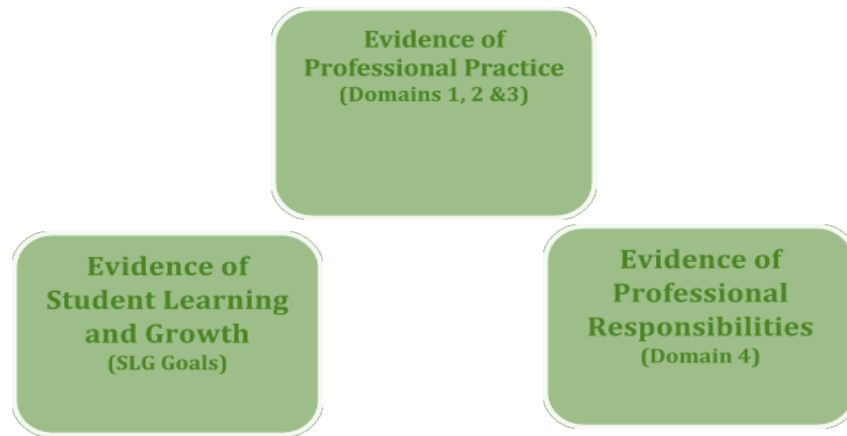 Evidence of
Professional Practice
(Domains 1, 2 &3)
Evidence of
Student Learning
and Growth
(SLG Goals)
Evidence of
Professional
Responsibilities
(Domain 4)